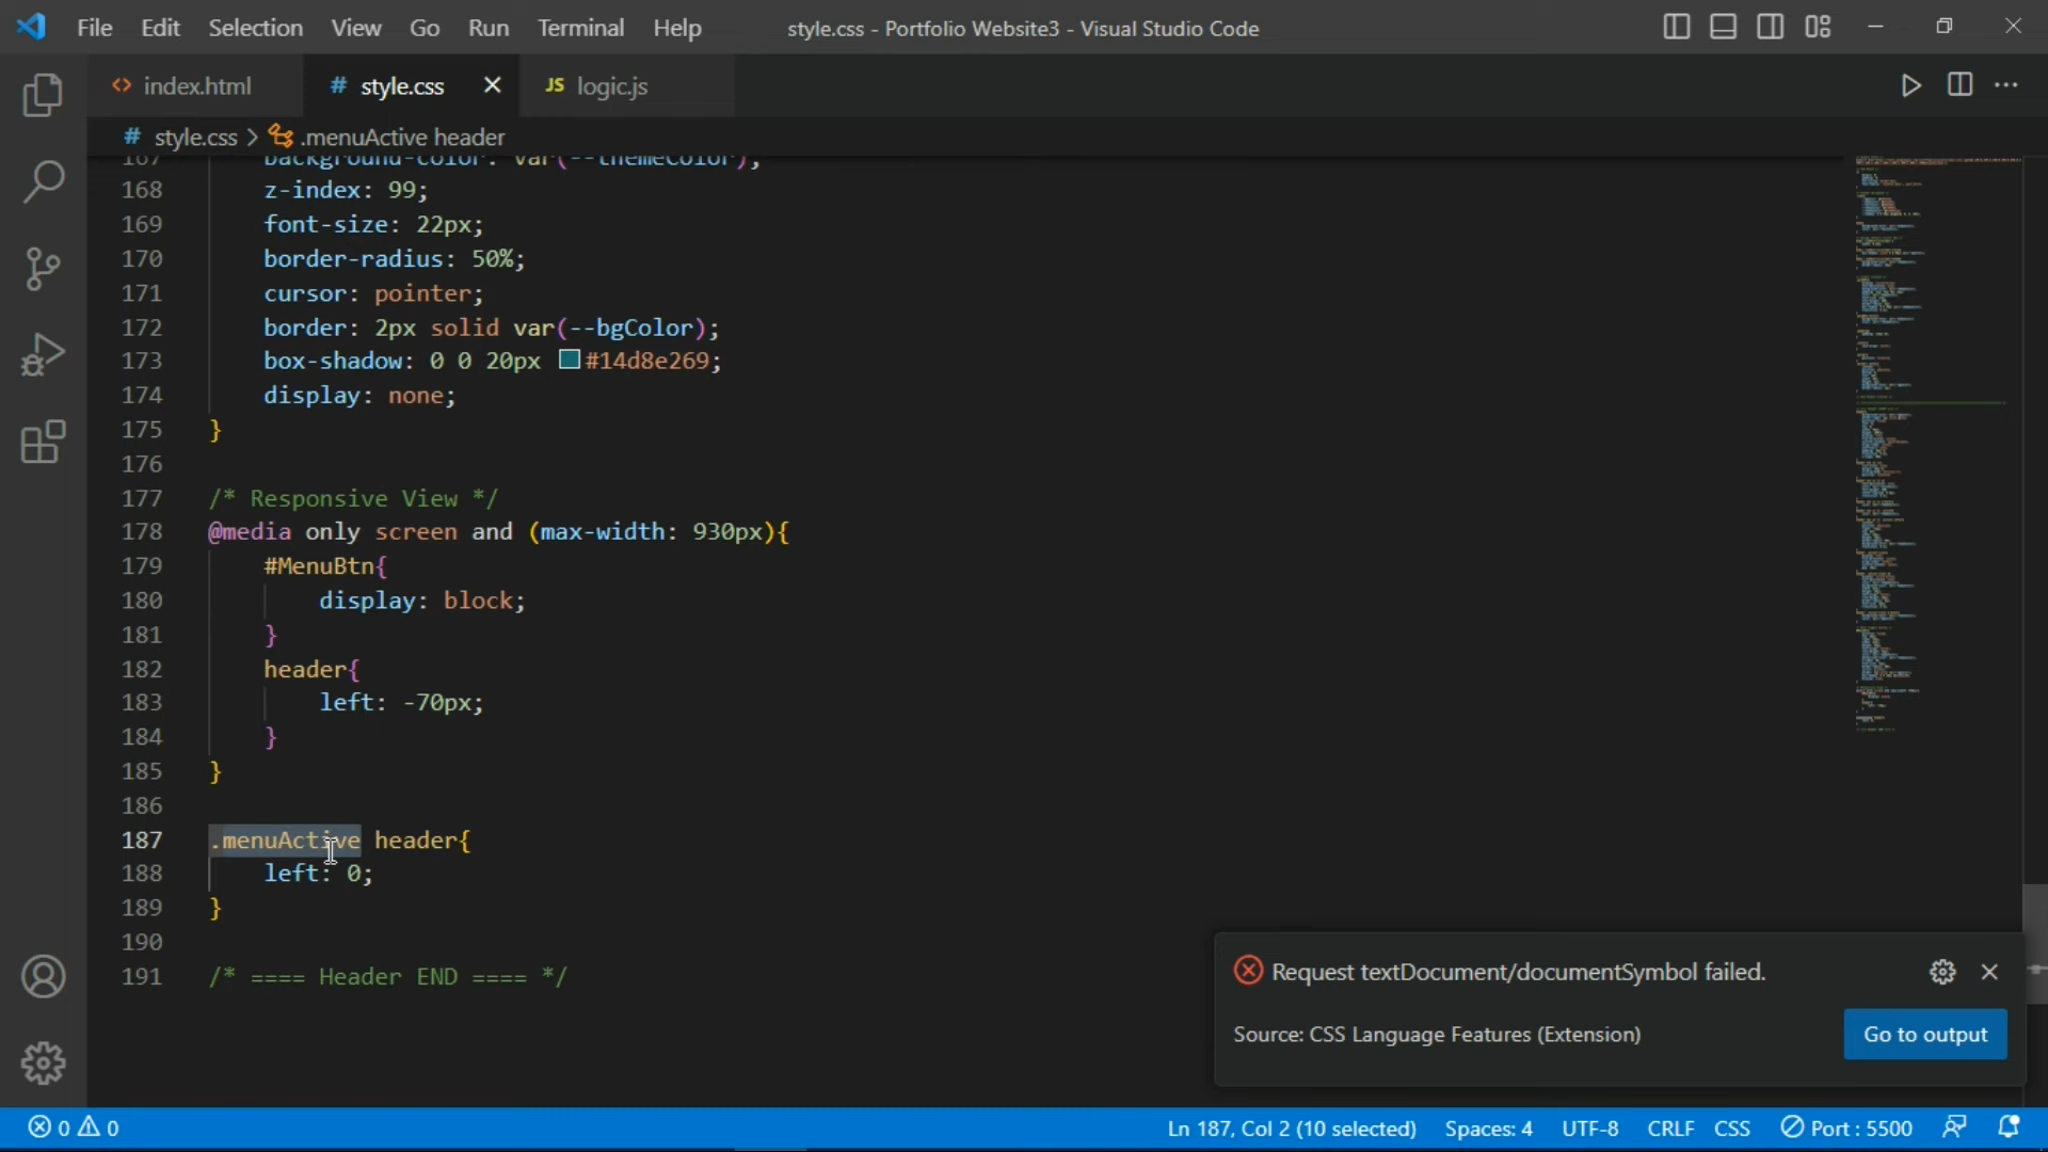 File Edit Selection View Go Run Terminal Help style.css - Portfolio Website3 - Visual Studio Code
<> index.html # style.css JS logic.js
# style.css > .menuActive header
167 background-color: var(--themeColor);
168 z-index: 99;
169 font-size: 22px;
170 border-radius: 50%;
171 cursor: pointer;
172 border: 2px solid var(--bgColor);
173 box-shadow: 0 0 20px #14d8e269;
174 display: none;
175 }
176
177 /* Responsive View */
178 @media only screen and (max-width: 930px){
179 #MenuBtn{
180 display: block;
181 }
182 header{
183 left: -70px;
184 }
185 }
186
187 .menuActive header{
188 left: 0;
189 }
190
191 /* ==== Header END ==== */
Request textDocument/documentSymbol failed.
Source: CSS Language Features (Extension) Go to output
0 0 Ln 187, Col 2 (10 selected) Spaces: 4 UTF-8 CRLF CSS Port : 5500